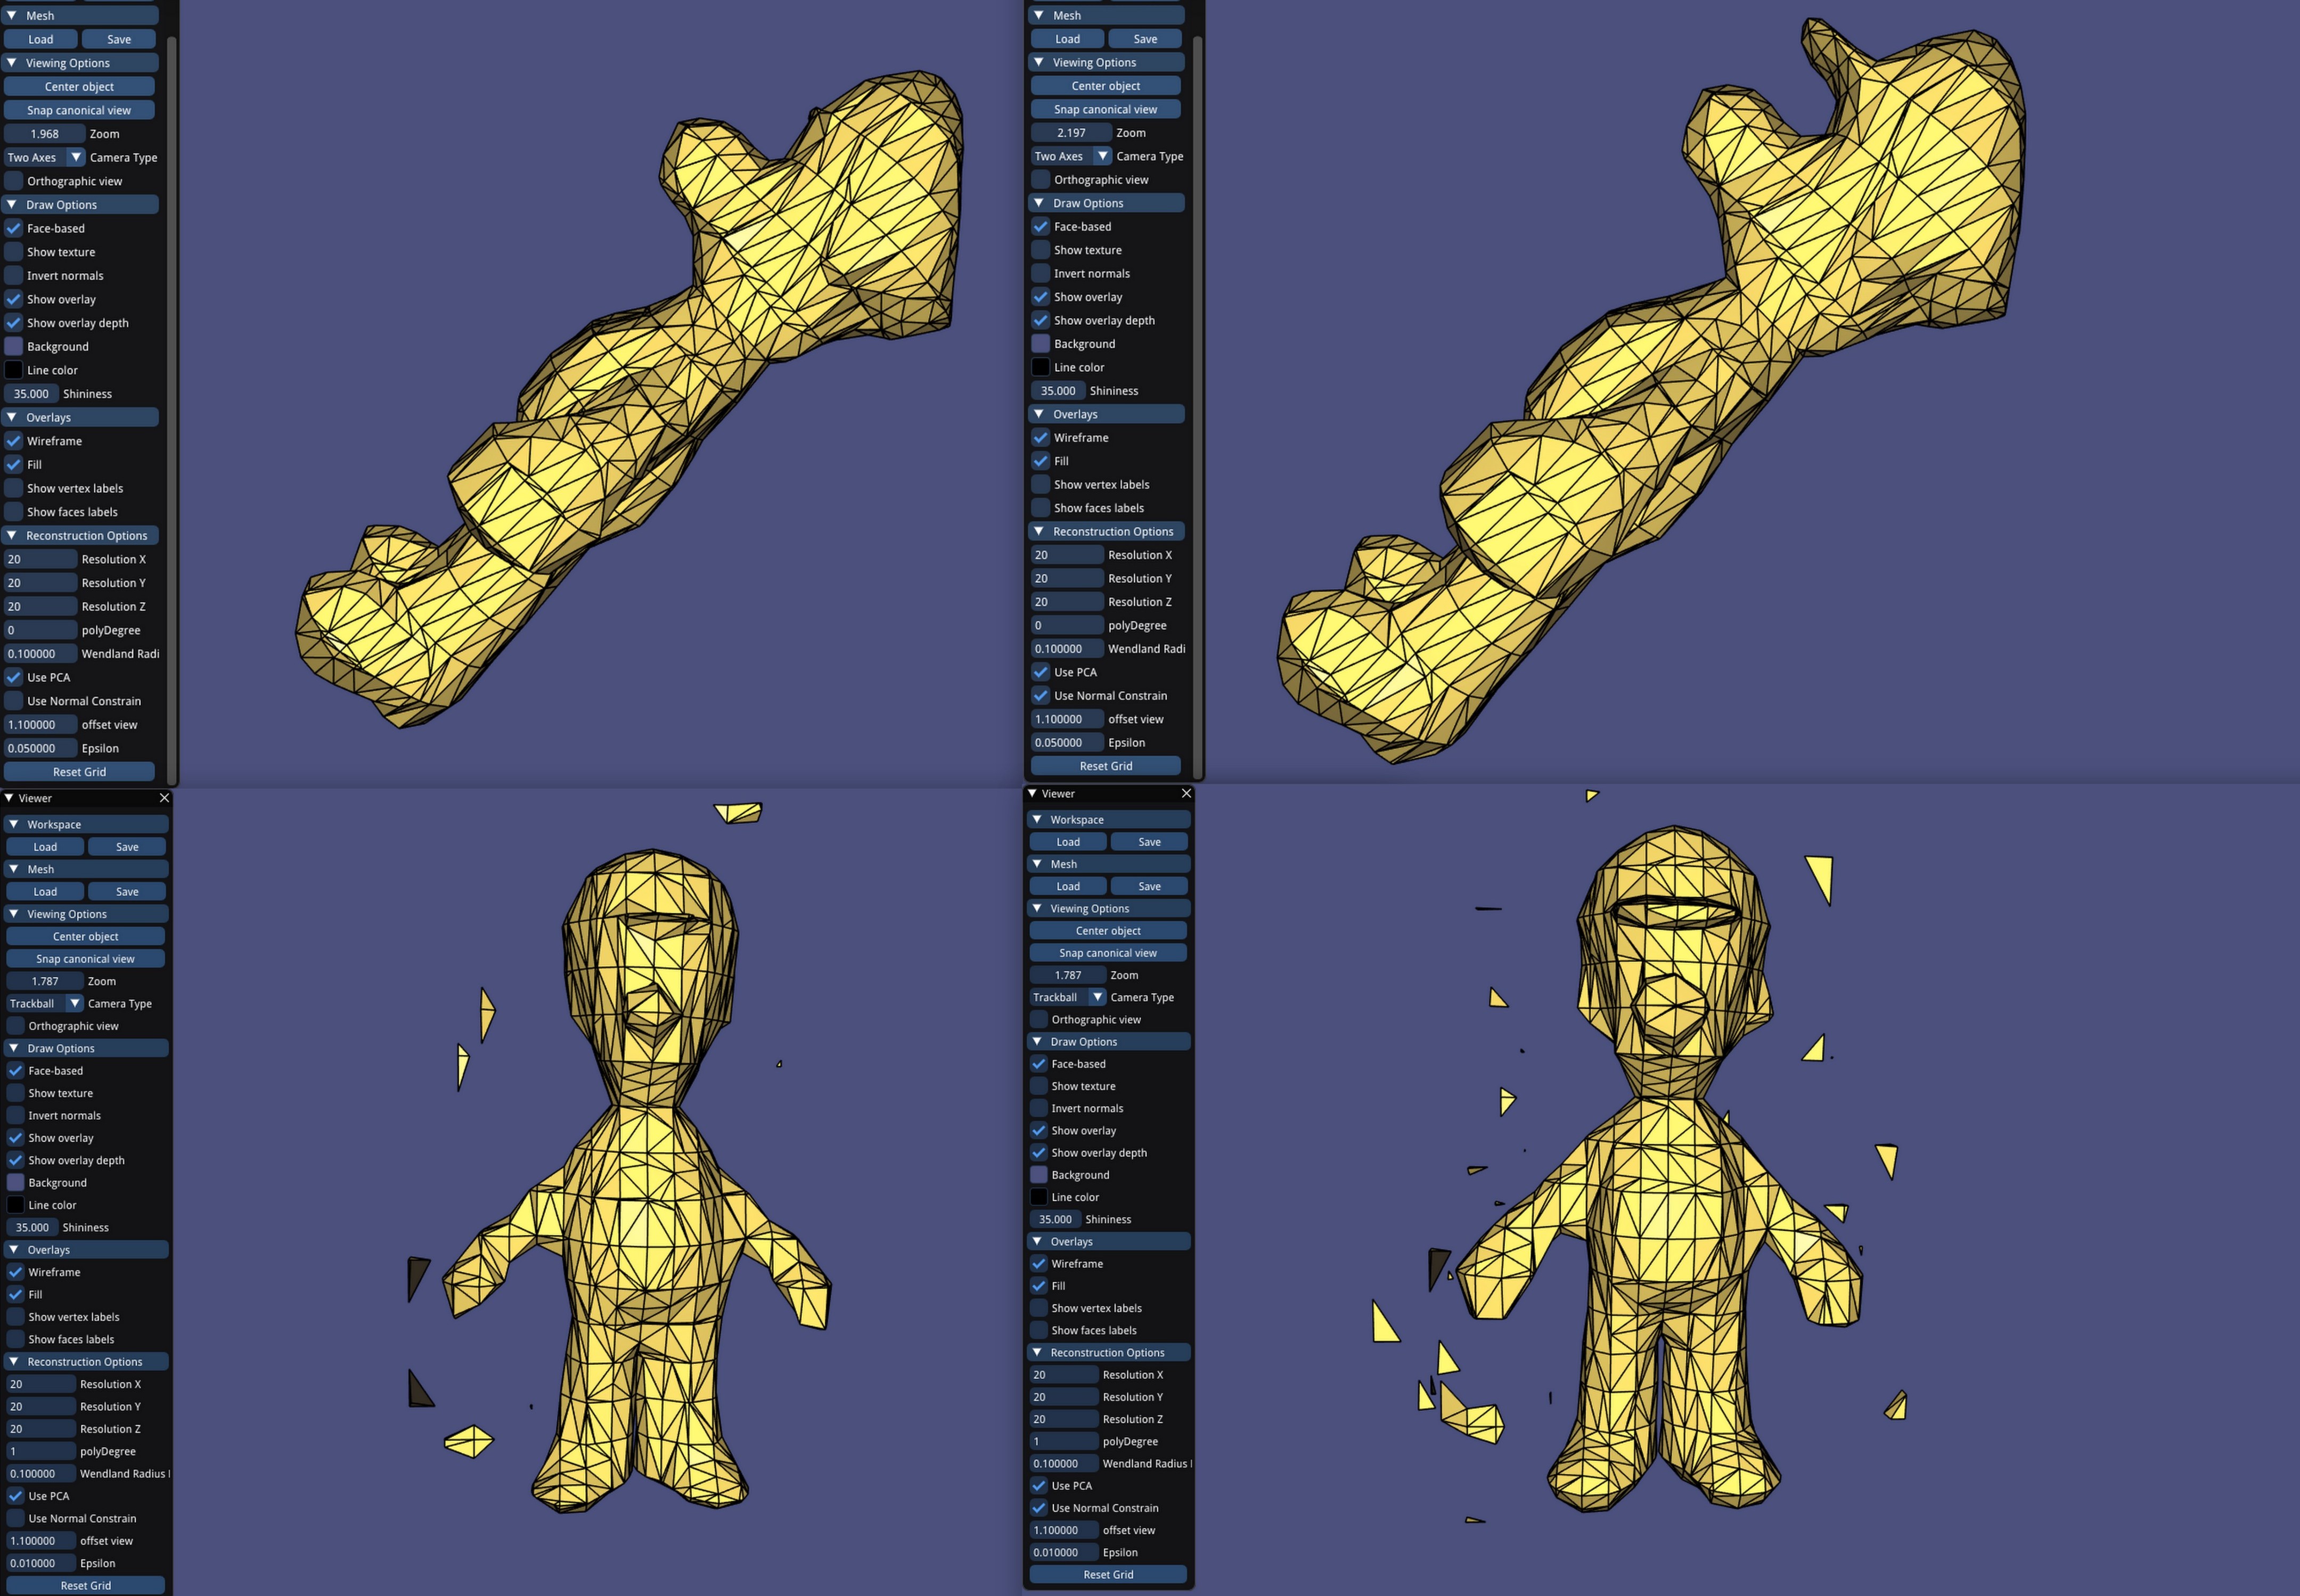 Mesh
Load Save
Viewing Options
Center object
Snap canonical view
1.968 Zoom
Two Axes Camera Type
Orthographic view
Draw Options
Face-based
Show texture
Invert normals
Show overlay
Show overlay depth
Background
Line color
35.000 Shininess
Overlays
Wireframe
Fill
Show vertex labels
Show faces labels
Reconstruction Options
20 Resolution X
20 Resolution Y
20 Resolution Z
0 polyDegree
0.100000 Wendland Radi
Use PCA
Use Normal Constrain
1.100000 offset view
0.050000 Epsilon
Reset Grid
Mesh
Load Save
Viewing Options
Center object
Snap canonical view
2.197 Zoom
Two Axes Camera Type
Orthographic view
Draw Options
Face-based
Show texture
Invert normals
Show overlay
Show overlay depth
Background
Line color
35.000 Shininess
Overlays
Wireframe
Fill
Show vertex labels
Show faces labels
Reconstruction Options
20 Resolution X
20 Resolution Y
20 Resolution Z
0 polyDegree
0.100000 Wendland Radi
Use PCA
Use Normal Constrain
1.100000 offset view
0.050000 Epsilon
Reset Grid
Viewer
Workspace
Load Save
Mesh
Load Save
Viewing Options
Center object
Snap canonical view
1.787 Zoom
Trackball Camera Type
Orthographic view
Draw Options
Face-based
Show texture
Invert normals
Show overlay
Show overlay depth
Background
Line color
35.000 Shininess
Overlays
Wireframe
Fill
Show vertex labels
Show faces labels
Reconstruction Options
20 Resolution X
20 Resolution Y
20 Resolution Z
1 polyDegree
0.100000 Wendland Radius
Use PCA
Use Normal Constrain
1.100000 offset view
0.010000 Epsilon
Reset Grid
Viewer
Workspace
Load Save
Mesh
Load Save
Viewing Options
Center object
Snap canonical view
1.787 Zoom
Trackball Camera Type
Orthographic view
Draw Options
Face-based
Show texture
Invert normals
Show overlay
Show overlay depth
Background
Line color
35.000 Shininess
Overlays
Wireframe
Fill
Show vertex labels
Show faces labels
Reconstruction Options
20 Resolution X
20 Resolution Y
20 Resolution Z
1 polyDegree
0.100000 Wendland Radius
Use PCA
Use Normal Constrain
1.100000 offset view
0.010000 Epsilon
Reset Grid